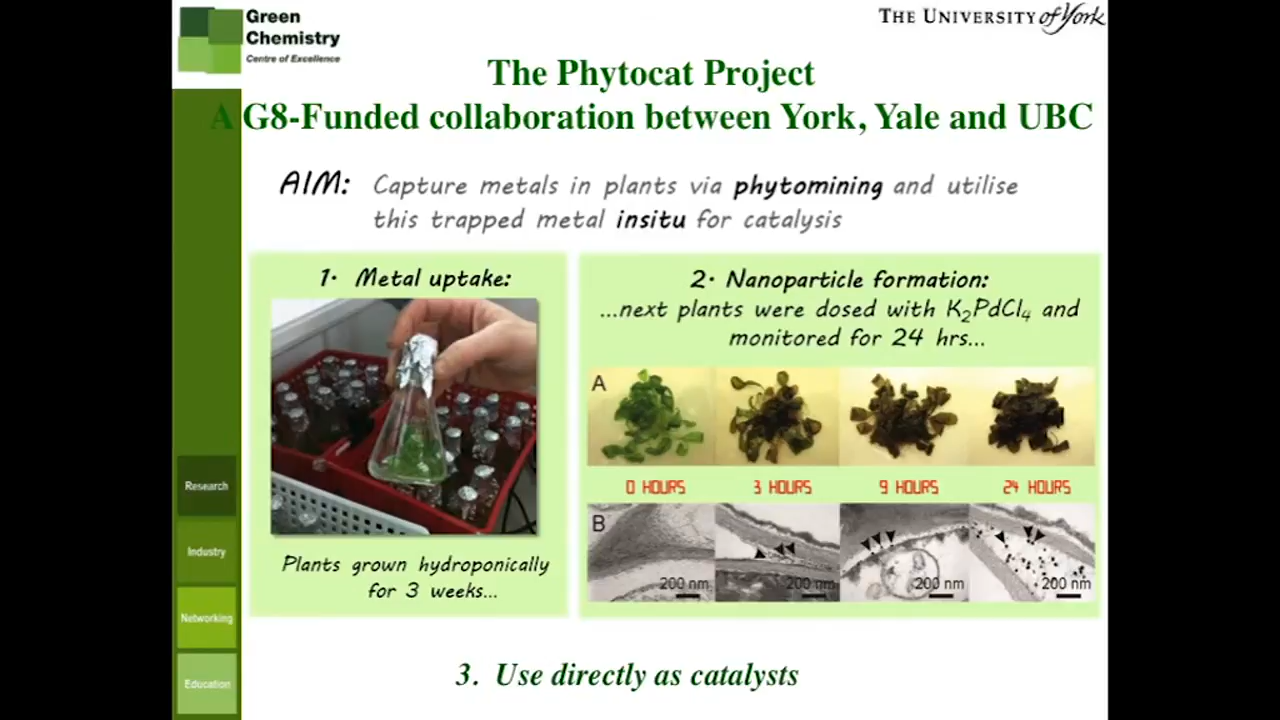 Green
Chemistry
Centre of Excellence
THE UNIVERSITY of York
The Phytocat Project
A G8-Funded collaboration between York, Yale and UBC
AIM: Capture metals in plants via phytomining and utilise
this trapped metal insitu for catalysis
1. Metal uptake:
Plants grown hydroponically
for 3 weeks...
2. Nanoparticle formation:
...next plants were dosed with K₂PdCl₄ and
monitored for 24 hrs...
A
0 HOURS 3 HOURS 9 HOURS 24 HOURS
B
200 nm 200 nm 200 nm 200 nm
3. Use directly as catalysts
Research
Industry
Networking
Education